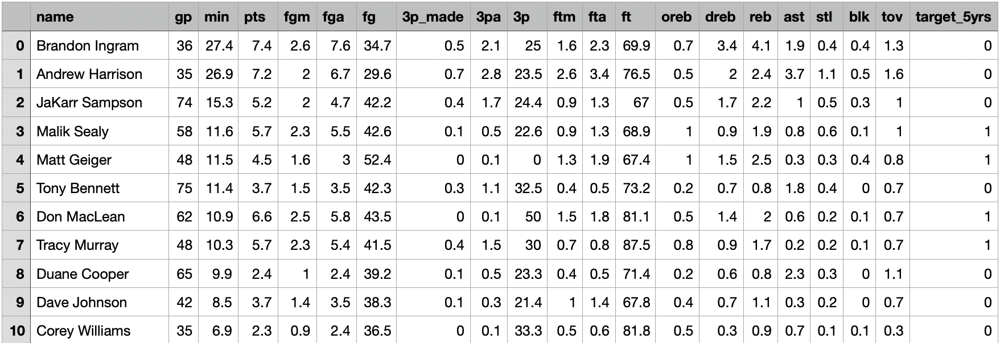 name gp min pts fgm fga fg 3p_made 3pa 3p ftm fta ft oreb dreb reb ast stl blk tov target_5yrs
0 Brandon Ingram 36 27.4 7.4 2.6 7.6 34.7 0.5 2.1 25 1.6 2.3 69.9 0.7 3.4 4.1 1.9 0.4 0.4 1.3 0
1 Andrew Harrison 35 26.9 7.2 2 6.7 29.6 0.7 2.8 23.5 2.6 3.4 76.5 0.5 2 2.4 3.7 1.1 0.5 1.6 0
2 JaKarr Sampson 74 15.3 5.2 2 4.7 42.2 0.4 1.7 24.4 0.9 1.3 67 0.5 1.7 2.2 1 0.5 0.3 1 0
3 Malik Sealy 58 11.6 5.7 2.3 5.5 42.6 0.1 0.5 22.6 0.9 1.3 68.9 1 0.9 1.9 0.8 0.6 0.1 1 1
4 Matt Geiger 48 11.5 4.5 1.6 3 52.4 0 0.1 0 1.3 1.9 67.4 1 1.5 2.5 0.3 0.3 0.4 0.8 1
5 Tony Bennett 75 11.4 3.7 1.5 3.5 42.3 0.3 1.1 32.5 0.4 0.5 73.2 0.2 0.7 0.8 1.8 0.4 0 0.7 0
6 Don MacLean 62 10.9 6.6 2.5 5.8 43.5 0 0.1 50 1.5 1.8 81.1 0.5 1.4 2 0.6 0.2 0.1 0.7 1
7 Tracy Murray 48 10.3 5.7 2.3 5.4 41.5 0.4 1.5 30 0.7 0.8 87.5 0.8 0.9 1.7 0.2 0.2 0.1 0.7 1
8 Duane Cooper 65 9.9 2.4 1 2.4 39.2 0.1 0.5 23.3 0.4 0.5 71.4 0.2 0.6 0.8 2.3 0.3 0 1.1 0
9 Dave Johnson 42 8.5 3.7 1.4 3.5 38.3 0.1 0.3 21.4 1 1.4 67.8 0.4 0.7 1.1 0.3 0.2 0 0.7 0
10 Corey Williams 35 6.9 2.3 0.9 2.4 36.5 0 0.1 33.3 0.5 0.6 81.8 0.5 0.3 0.9 0.7 0.1 0.1 0.3 0